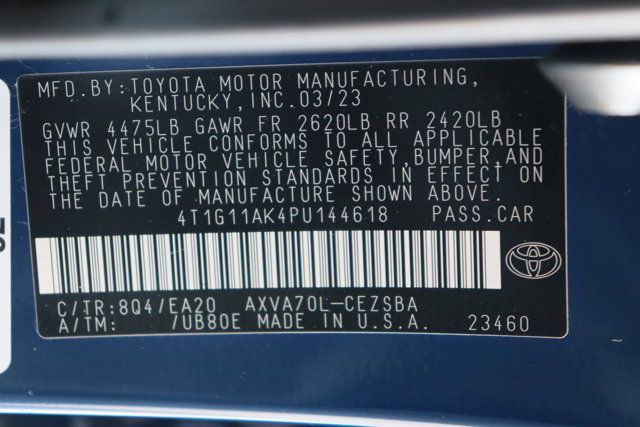 MFD.BY:TOYOTA MOTOR MANUFACTURING,
KENTUCKY,INC.03/23
GVWR 4475LB GAWR FR 2620LB RR 2420LB
THIS VEHICLE CONFORMS TO ALL APPLICABLE
FEDERAL MOTOR VEHICLE SAFETY,BUMPER,AND
THEFT PREVENTION STANDARDS IN EFFECT ON
THE DATE OF MANUFACTURE SHOWN ABOVE.
4T1G11AK4PU144618 PASS.CAR
C/TR:8Q4/EA20 AXVA70L-CEZSBA
A/TM: /UB80E MADE IN U.S.A. 23460